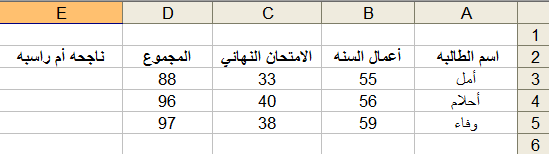 A B C D E
1
2 اسم الطالبه أعمال السنه الامتحان النهائي المجموع ناجحه أم راسبه
3 أمل 55 33 88
4 أحلام 56 40 96
5 وفاء 59 38 97
6